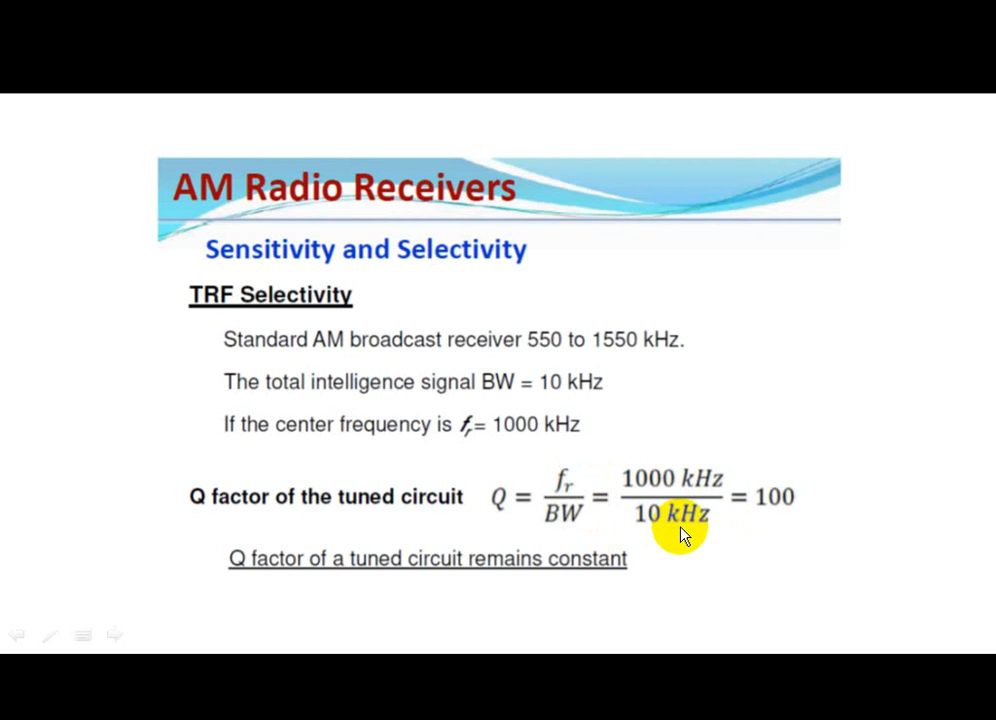 AM Radio Receivers
Sensitivity and Selectivity
TRF Selectivity
Standard AM broadcast receiver 550 to 1550 kHz.
The total intelligence signal BW = 10 kHz
If the center frequency is fr= 1000 kHz
Q factor of the tuned circuit Q = fr/BW = 1000 kHz/10 kHz = 100
Q factor of a tuned circuit remains constant